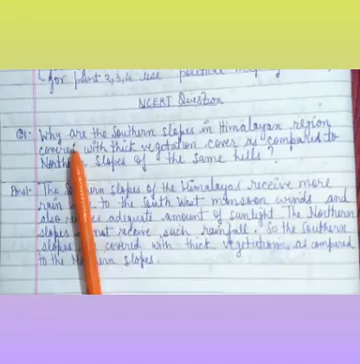 (for point 2,3,4 use
NCERT Question
Q1:- Why are the Southern slopes in Himalayan region
covered with thick vegetation cover as compared to
Northern slopes of the same hills?
Ans1:- The slopes of the Himalayas receive more
rain to the South West monsoon winds and
also adequate amount of sunlight. The Northern
slopes not receive such rainfall. So the Southern
slopes covered with thick vegetation as compared
to the slopes.